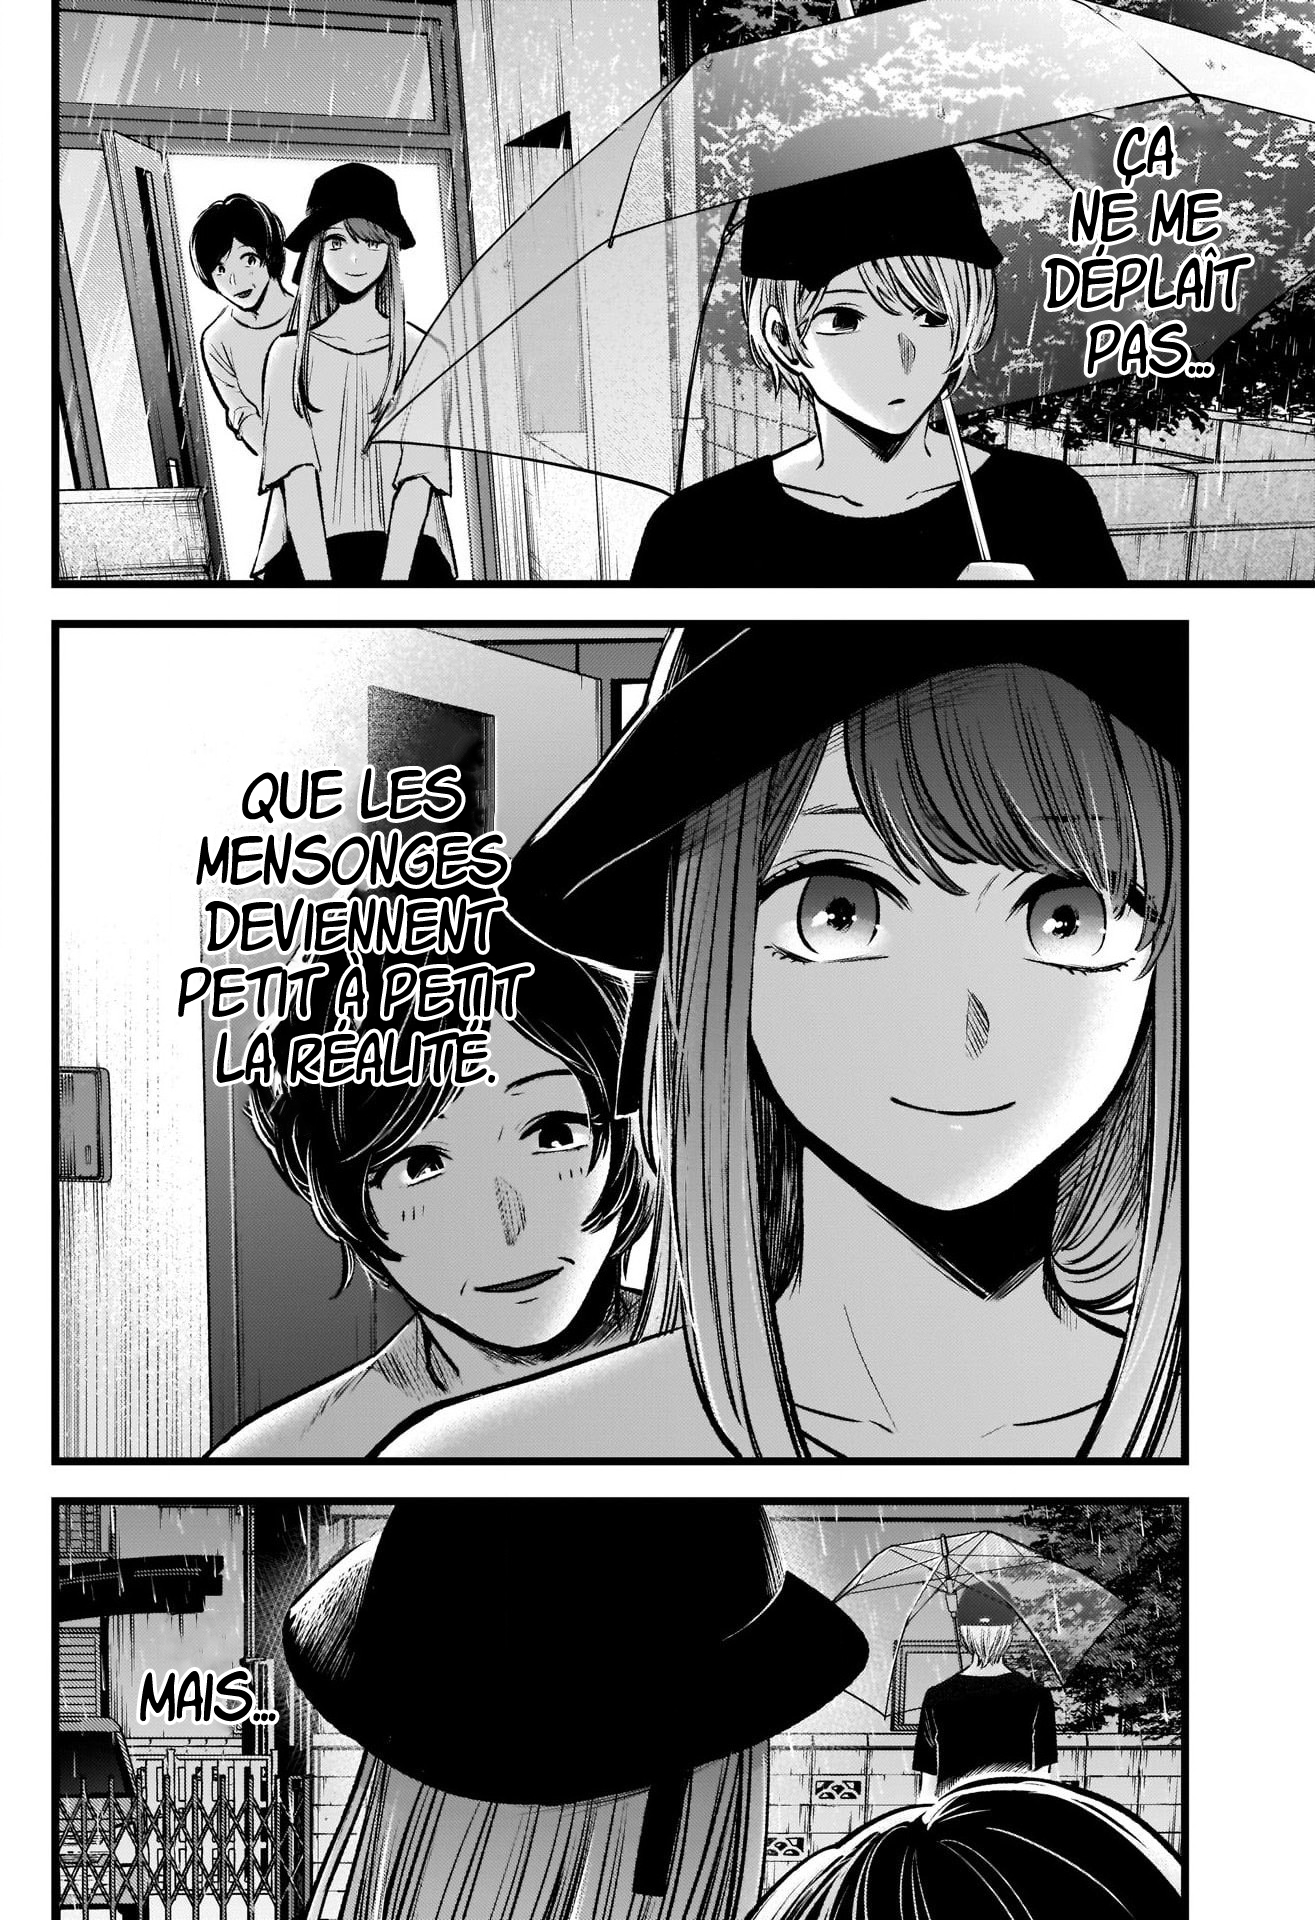 ÇA
NE ME
DÉPLAÎT
PAS...
QUE LES
MENSONGES
DEVIENNENT
PETIT À PETIT
LA RÉALITÉ.
MAIS...